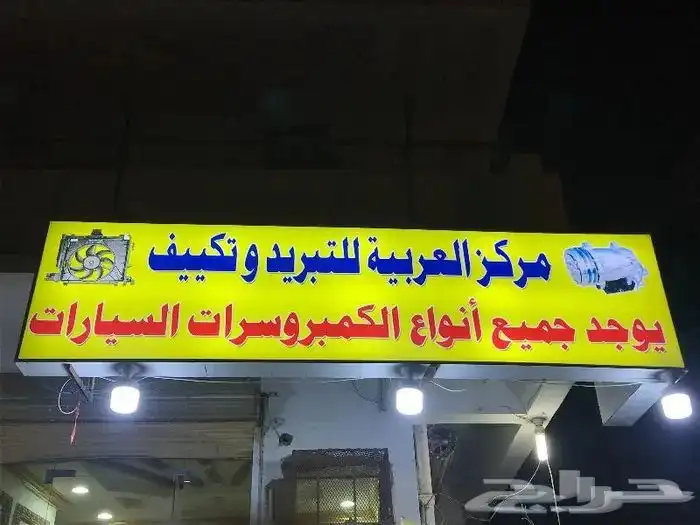 مركز العربية للتبريد وتكييف
يوجد جميع أنواع الكمبروسرات السيارات
حراج